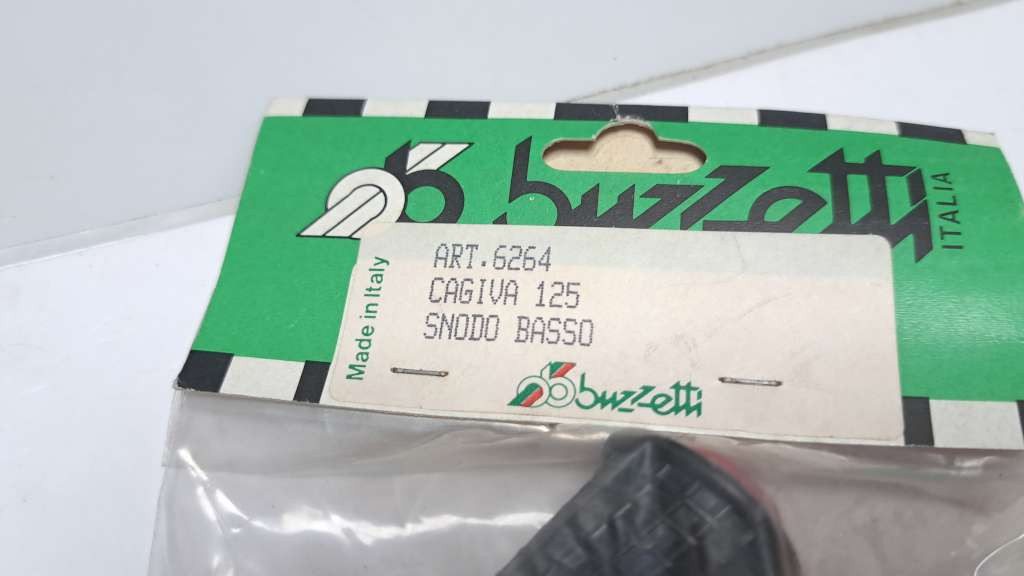 buzzetti
ITALIA
Made in Italy
ART.6264
CAGIVA 125
SNODO BASSO
buzzetti